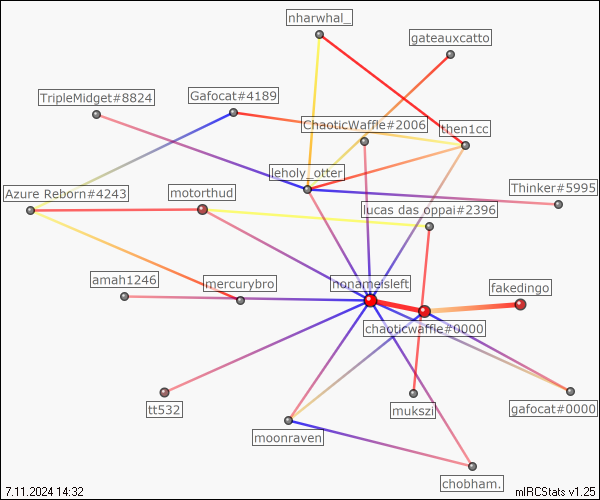 nharwhal_
gateauxcatto
TripleMidget#8824
Gafocat#4189
ChaoticWaffle#2006
then1cc
leholy_otter
Azure Reborn#4243
motorthud
Thinker#5995
lucas das oppai#2396
amah1246
mercurybro
nonameisleft
fakedingo
chaoticwaffle#0000
tt532
mukszi
gafocat#0000
moonraven
chobham.
7.11.2024 14:32
mIRCStats v1.25